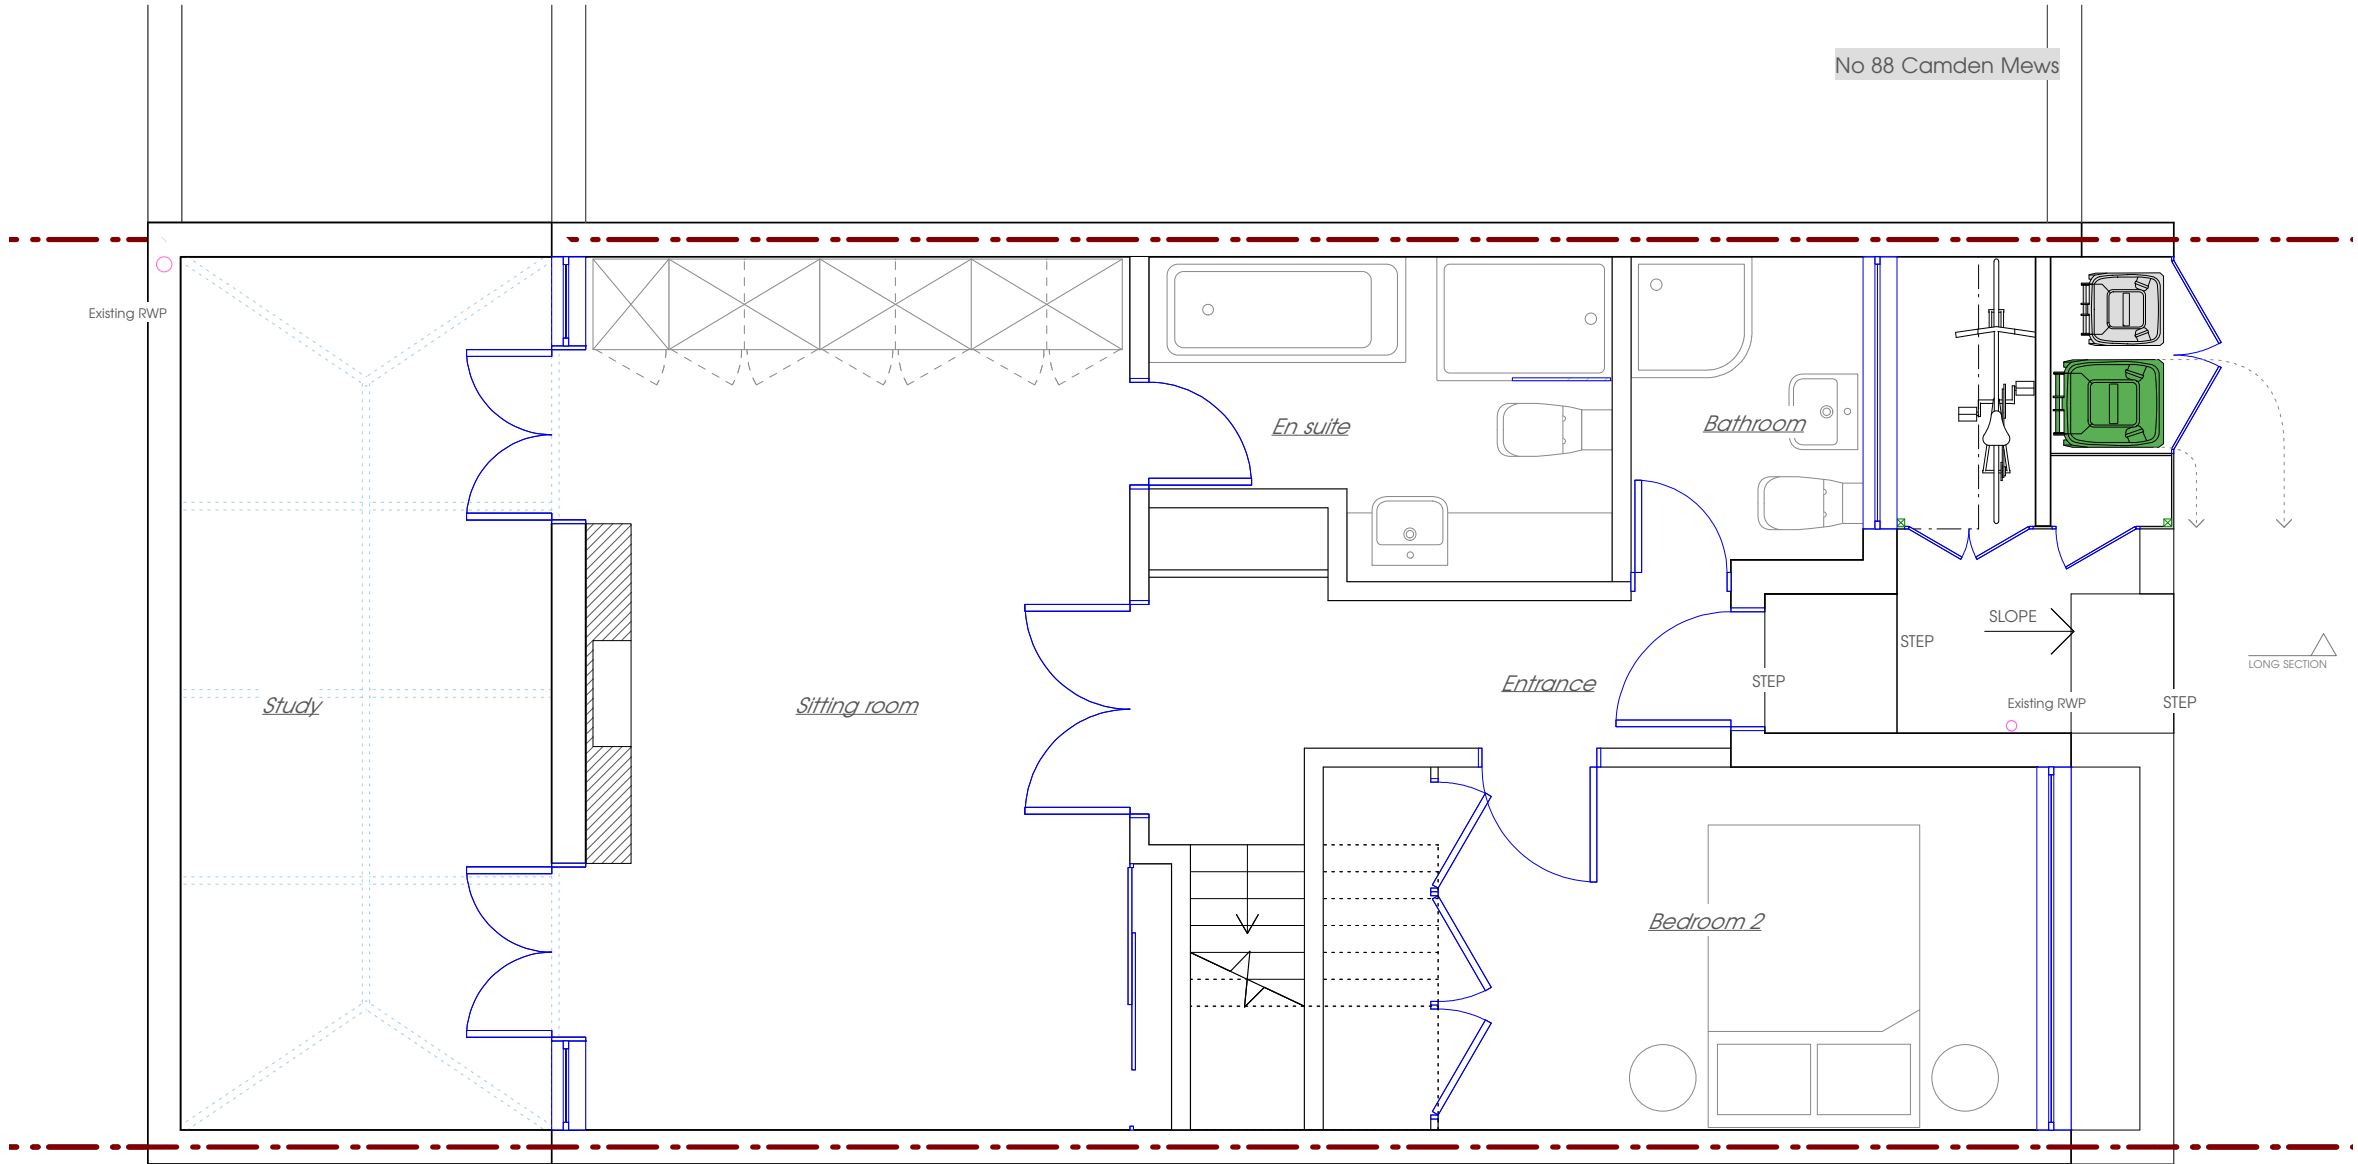 No 88 Camden Mews
Existing RWP
En suite
Bathroom
SLOPE
STEP
LONG SECTION
Study
Sitting room
Entrance
STEP
Existing RWP
STEP
Bedroom 2